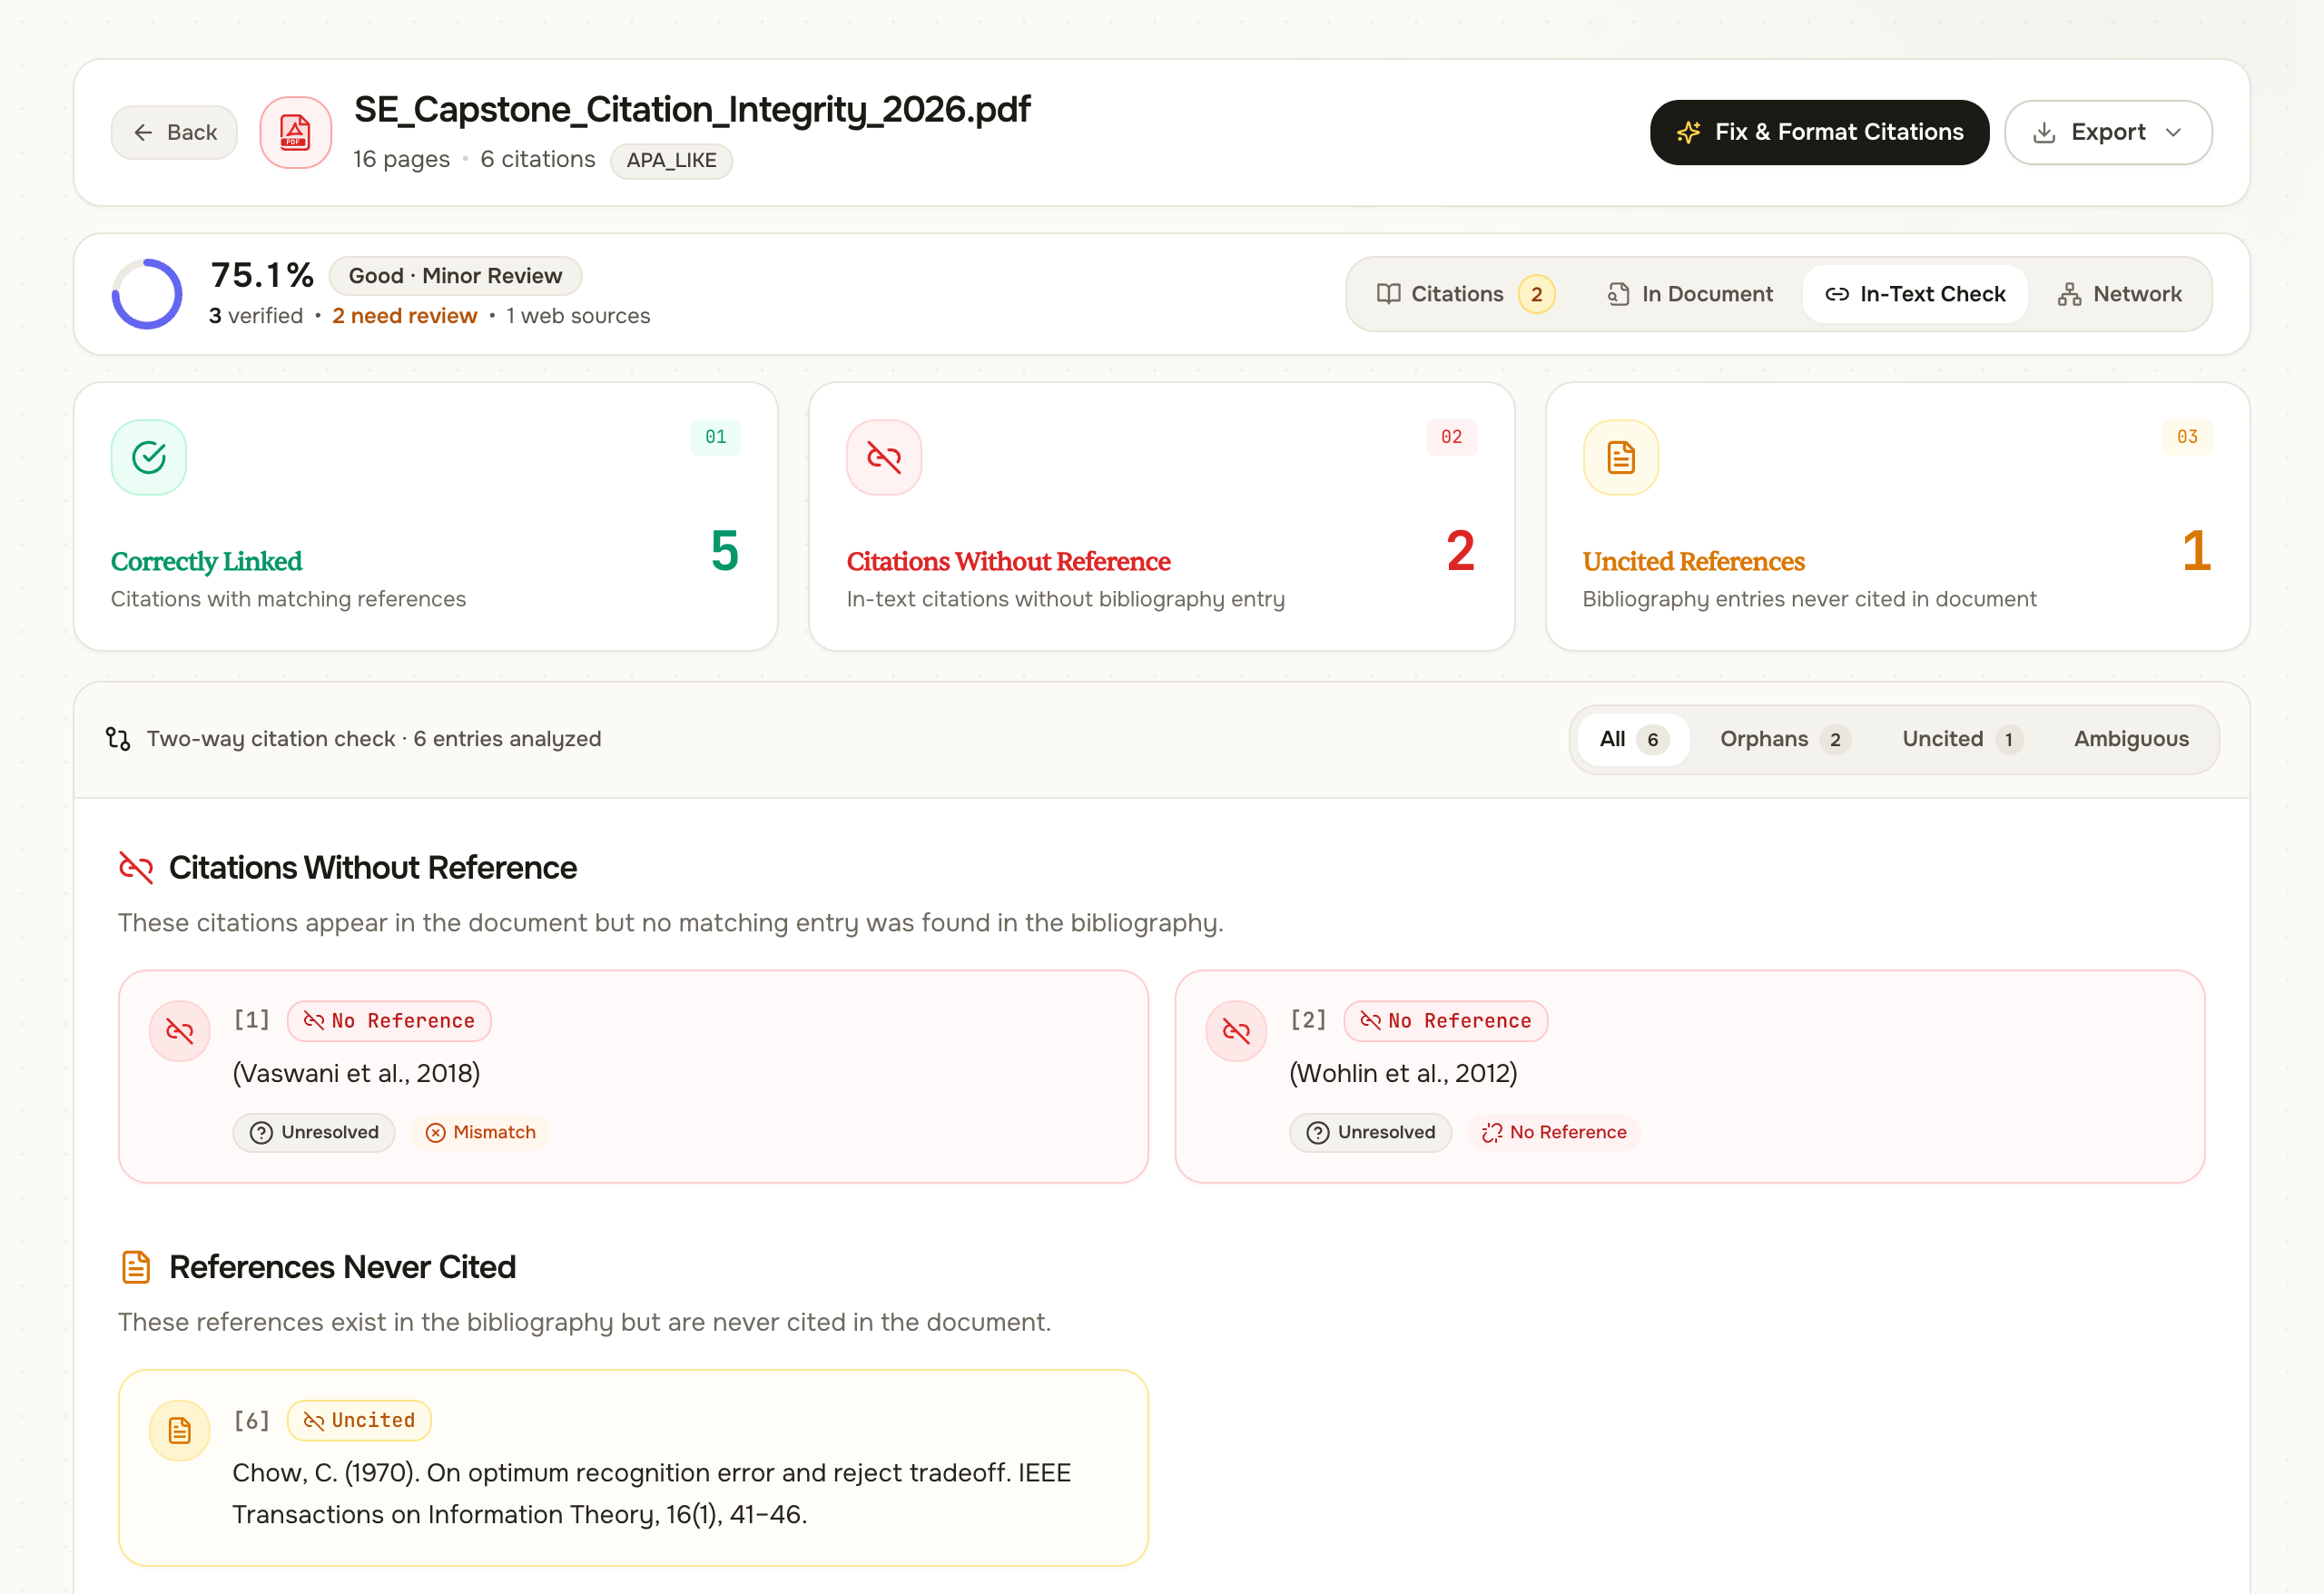 Back
PDF
SE_Capstone_Citation_Integrity_2026.pdf
16 pages • 6 citations APA_LIKE
Fix & Format Citations
Export
75.1% Good · Minor Review
3 verified • 2 need review • 1 web sources
Citations 2
In Document
In-Text Check
Network
01
Correctly Linked 5
Citations with matching references
02
Citations Without Reference 2
In-text citations without bibliography entry
03
Uncited References 1
Bibliography entries never cited in document
Two-way citation check · 6 entries analyzed
All 6
Orphans 2
Uncited 1
Ambiguous
Citations Without Reference
These citations appear in the document but no matching entry was found in the bibliography.
[1] No Reference
(Vaswani et al., 2018)
Unresolved Mismatch
[2] No Reference
(Wohlin et al., 2012)
Unresolved No Reference
References Never Cited
These references exist in the bibliography but are never cited in the document.
[6] Uncited
Chow, C. (1970). On optimum recognition error and reject tradeoff. IEEE
Transactions on Information Theory, 16(1), 41–46.